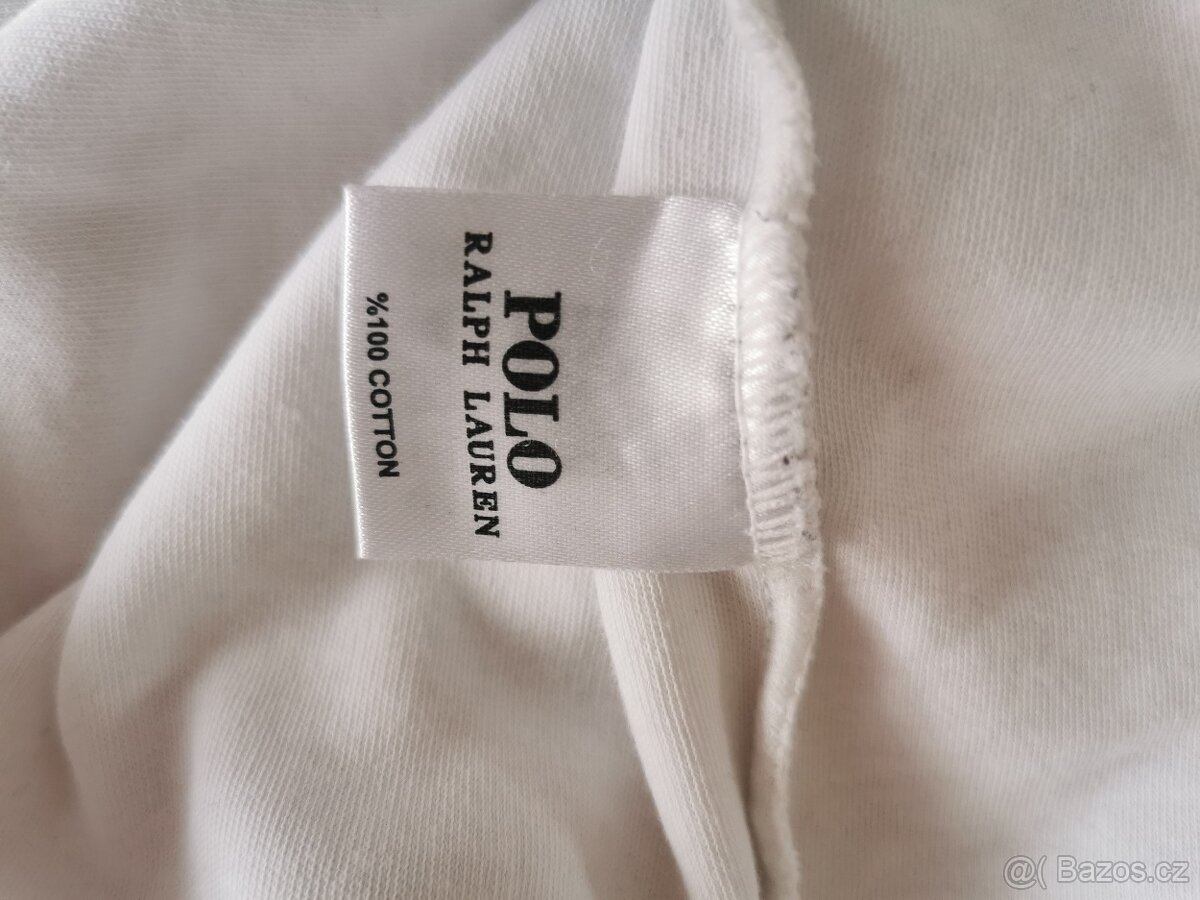 POLO
RALPH LAUREN
%100 COTTON
@( Bazos.cz